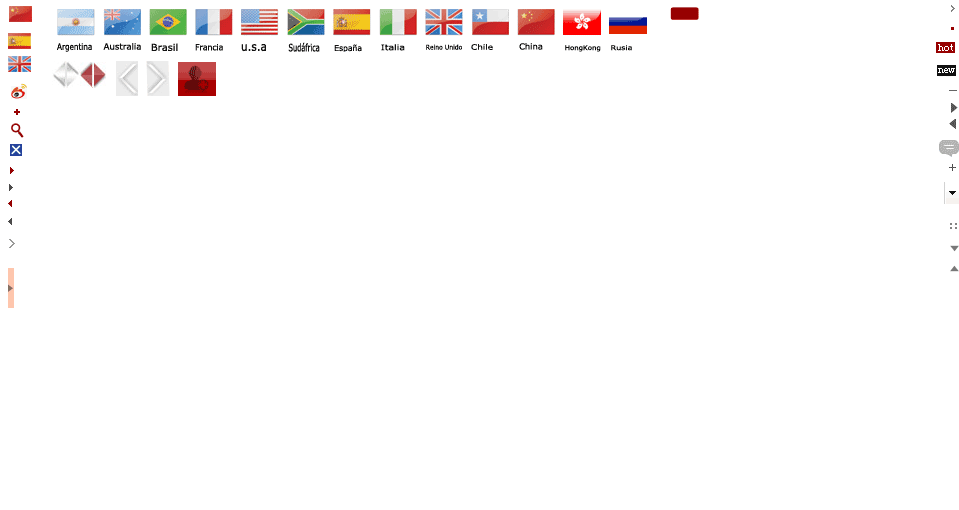 Argentina Australia Brasil Francia u.s.a Sudáfrica España Italia Reino Unido Chile China HongKong Rusia
hot
new